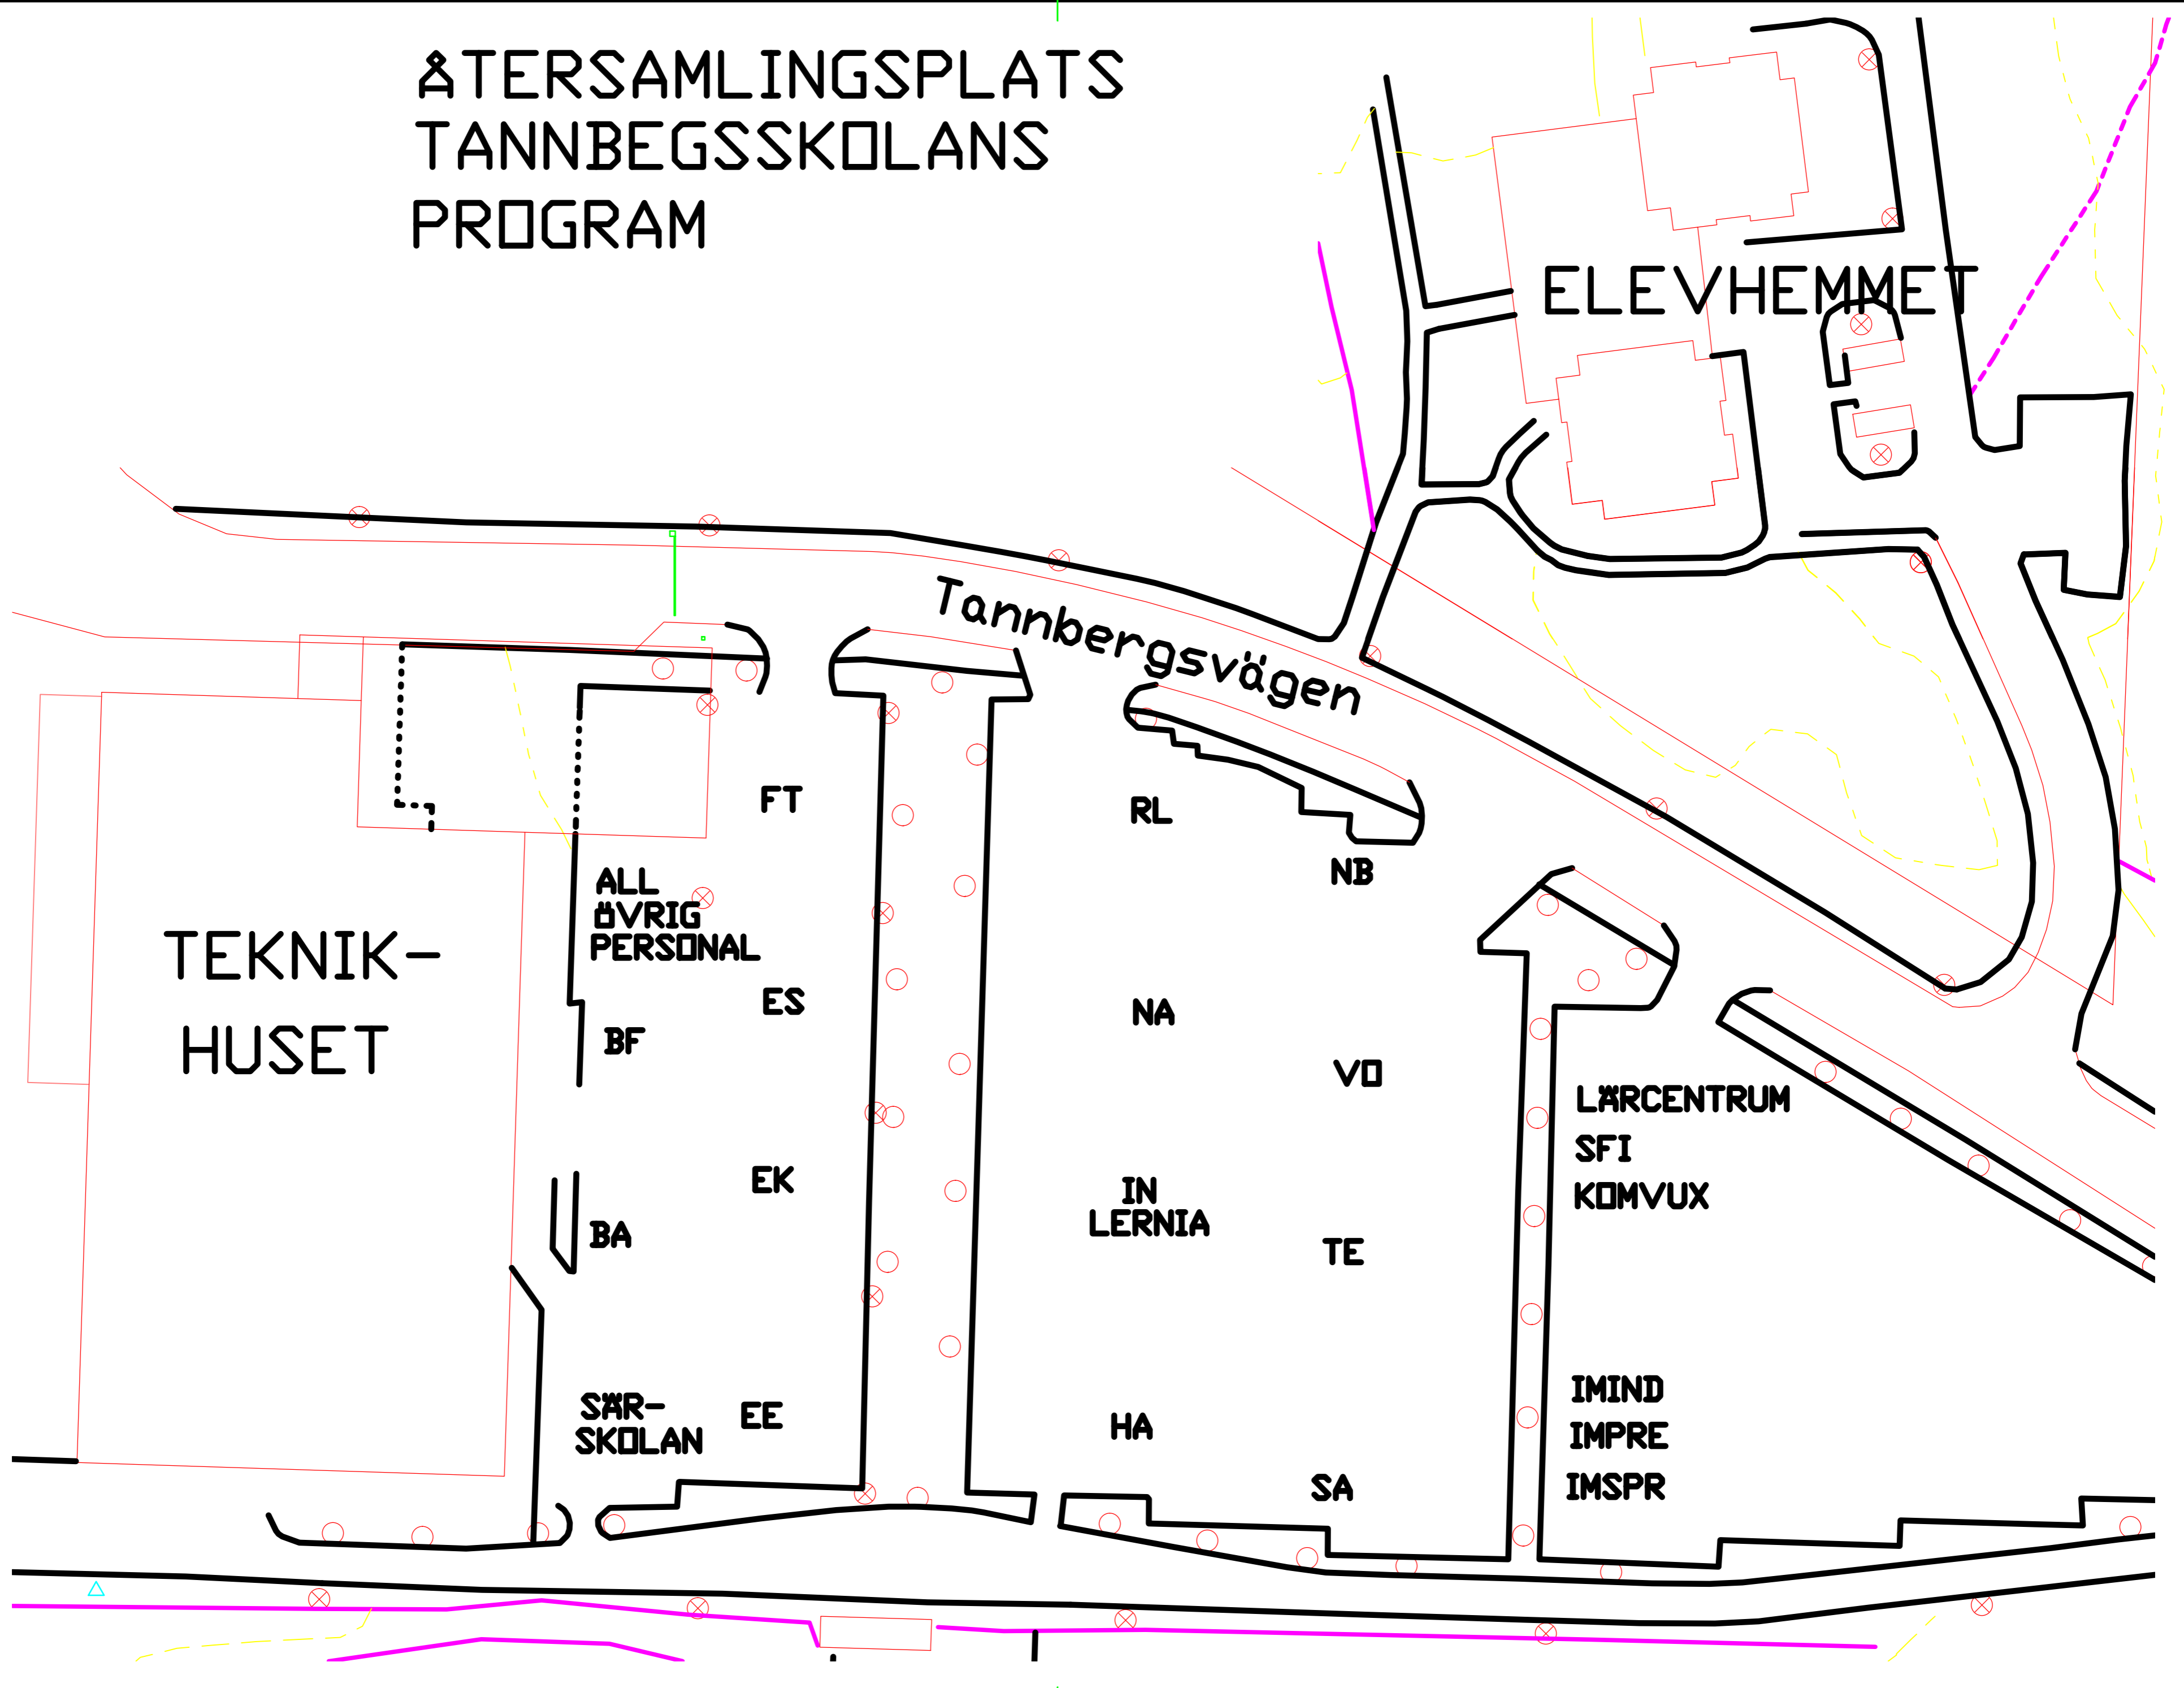 ÅTERSAMLINGSPLATS
TANNBEGSSKOLANS
PROGRAM
ELEVHEMMET
Tannbergsvägen
TEKNIK-
HUSET
FT
ALL
ÖVRIG
PERSONAL
ES
BF
EK
BA
SÄR-
SKOLAN
EE
RL
NB
NA
VO
IN
LERNIA
TE
HA
SA
LÄRCENTRUM
SFI
KOMVUX
IMIND
IMPRE
IMSPR